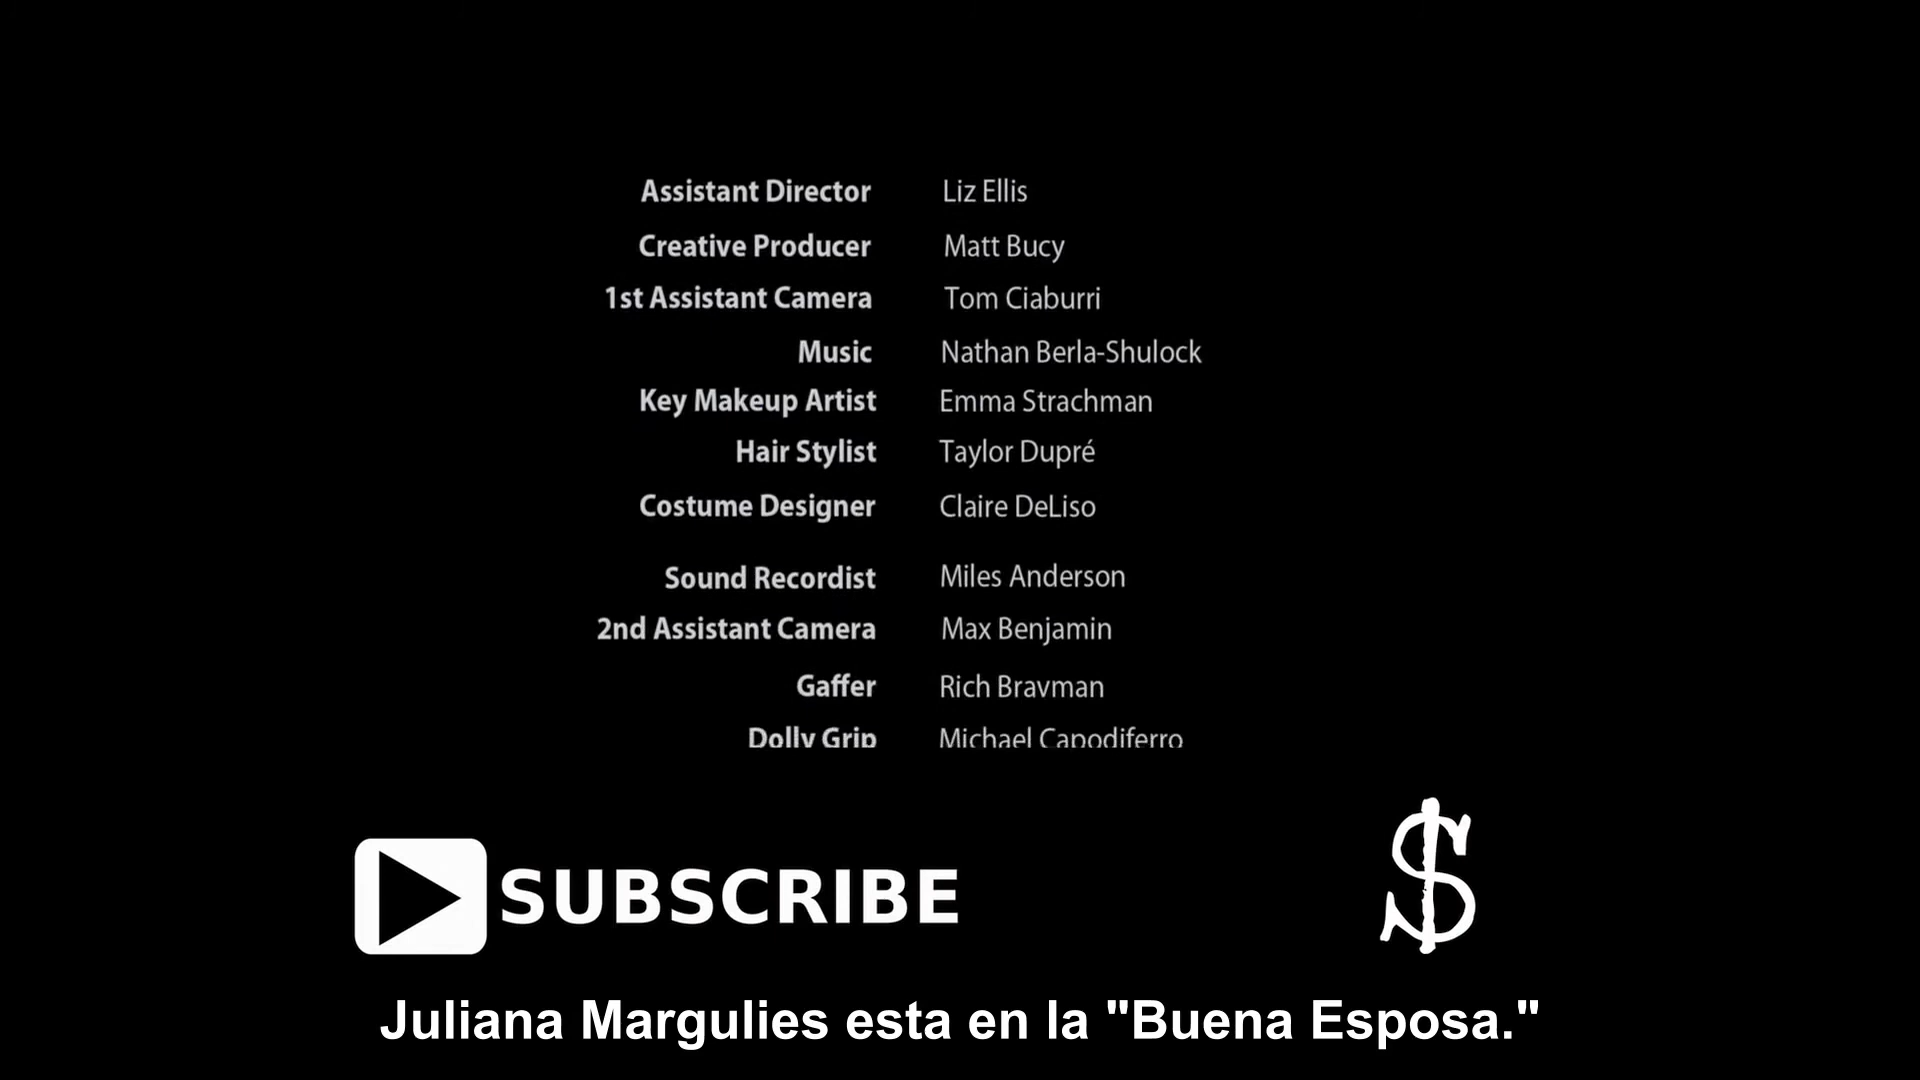 Assistant Director Liz Ellis
Creative Producer Matt Bucy
1st Assistant Camera Tom Ciaburri
Music Nathan Berla-Shulock
Key Makeup Artist Emma Strachman
Hair Stylist Taylor Dupré
Costume Designer Claire DeLiso
Sound Recordist Miles Anderson
2nd Assistant Camera Max Benjamin
Gaffer Rich Bravman
Dolly Grip Michael Capodiferro
SUBSCRIBE
$
Juliana Margulies esta en la "Buena Esposa."